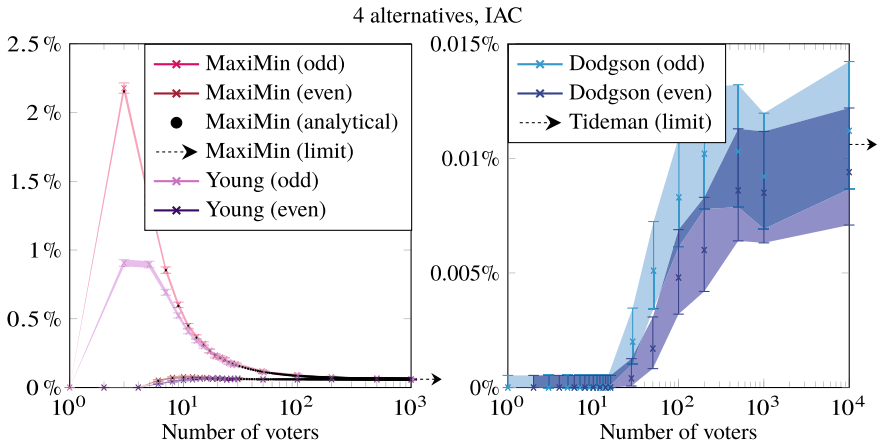 4 alternatives, IAC
2.5 %
2 %
1.5 %
1 %
0.5 %
0 %
MaxiMin (odd)
MaxiMin (even)
MaxiMin (analytical)
MaxiMin (limit)
Young (odd)
Young (even)
10^0
10^1
10^2
10^3
Number of voters
0.015%
0.01%
0.005%
0%
Dodgson (odd)
Dodgson (even)
Tideman (limit)
10^0
10^1
10^2
10^3
10^4
Number of voters